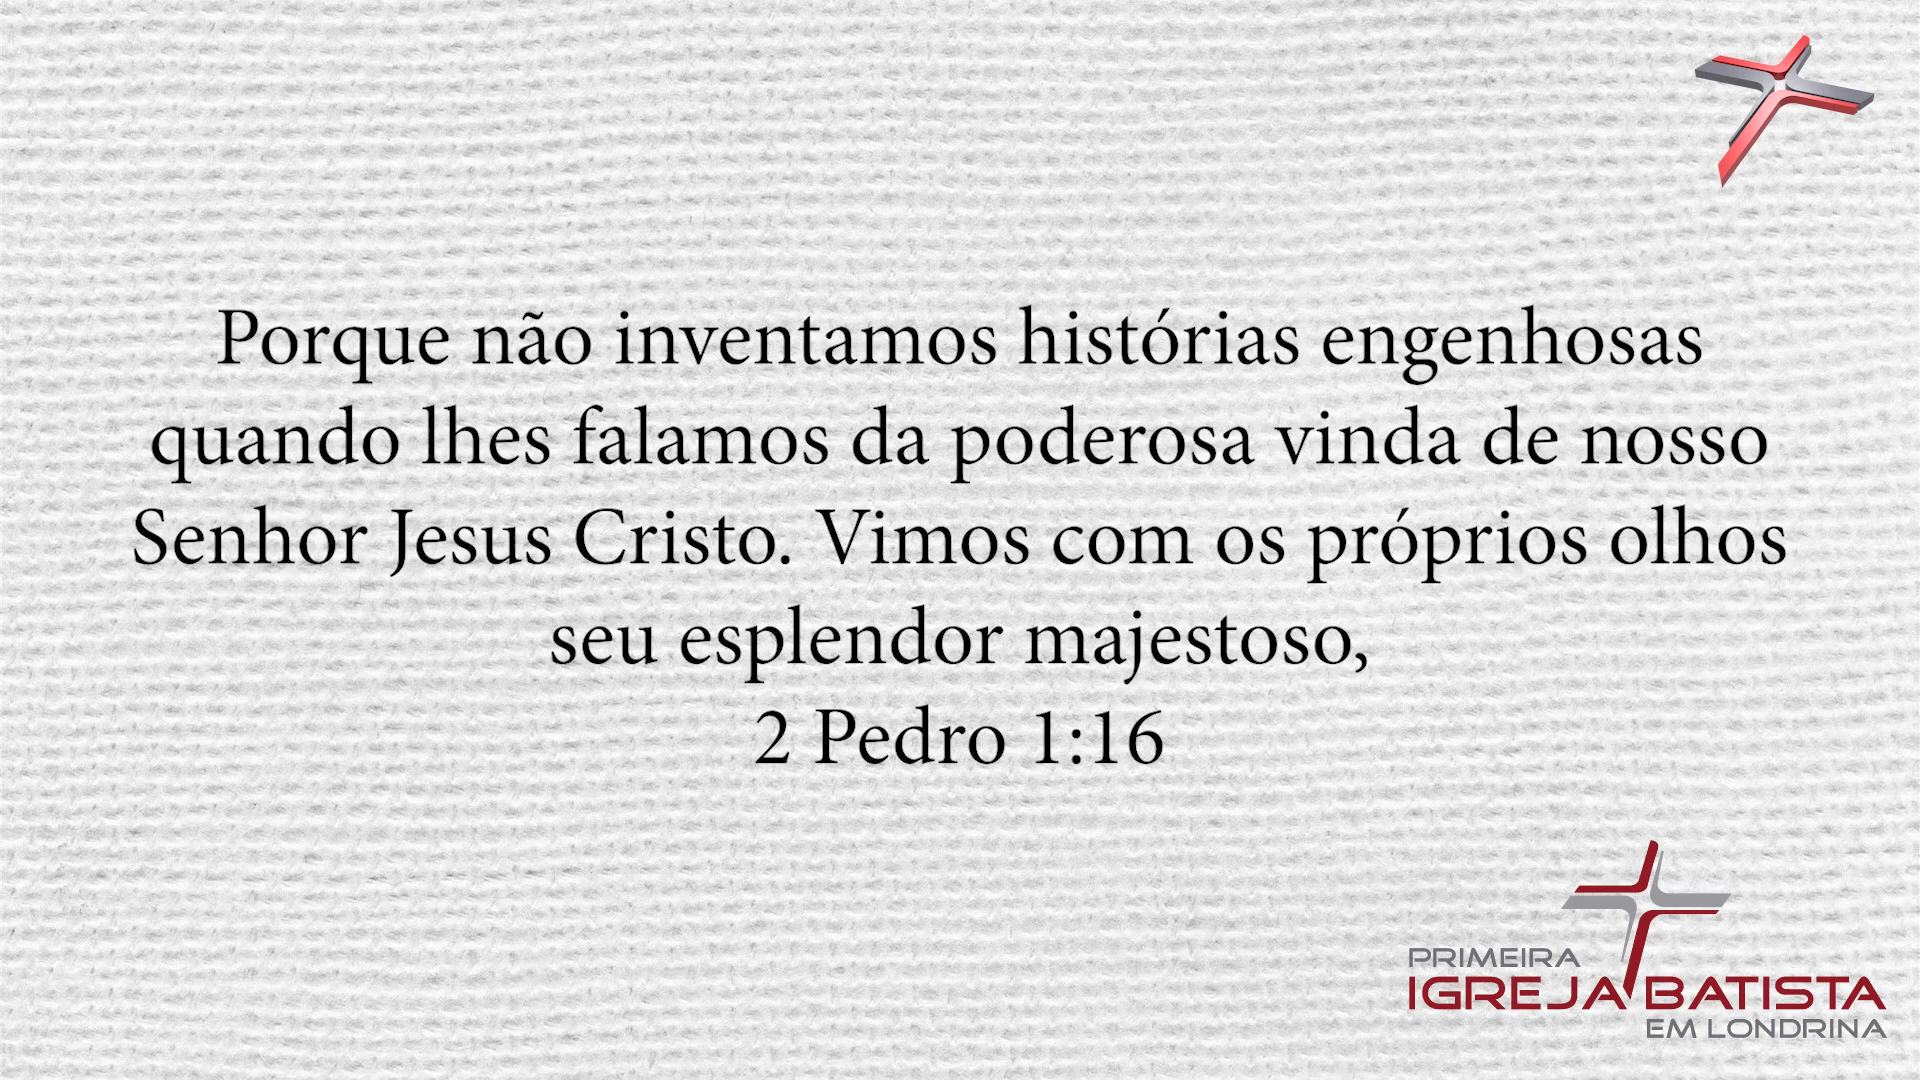 Porque não inventamos histórias engenhosas
quando lhes falamos da poderosa vinda de nosso
Senhor Jesus Cristo. Vimos com os próprios olhos
seu esplendor majestoso,
2 Pedro 1:16
PRIMEIRA
IGREJA BATISTA
EM LONDRINA